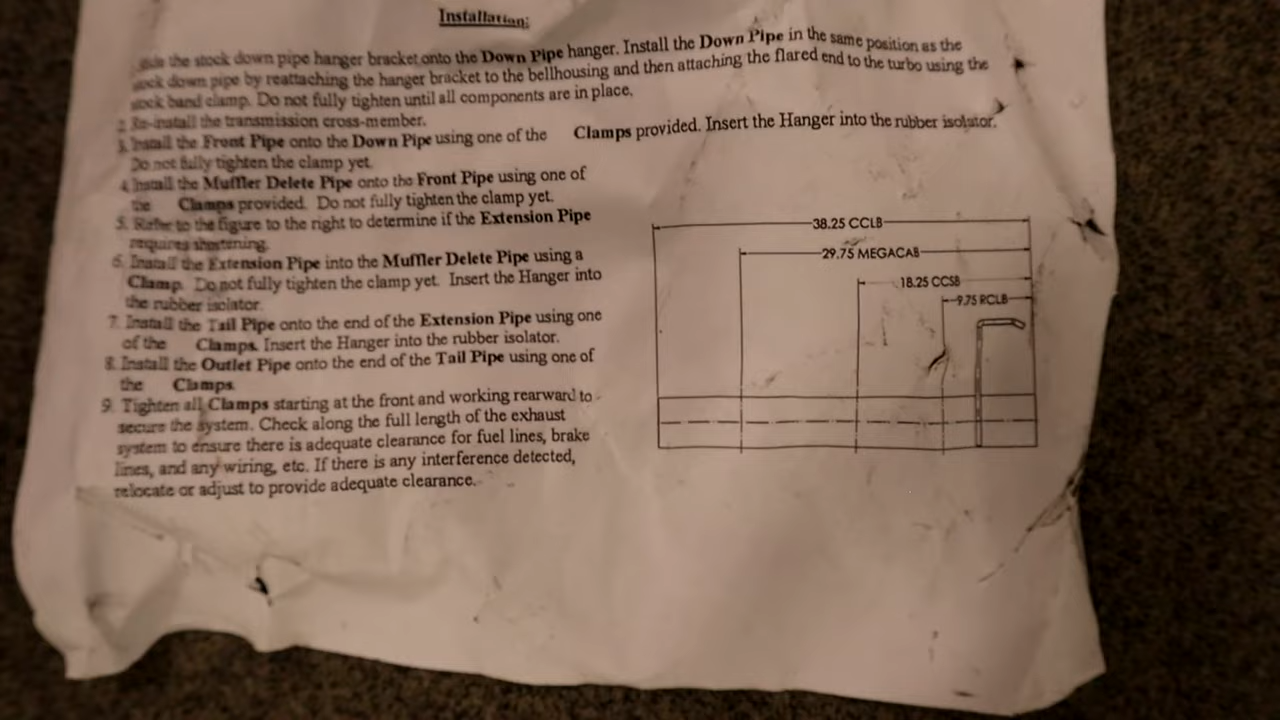 Installation:
the stock down pipe hanger bracket onto the Down Pipe hanger. Install the Down Pipe in the same position as the
stock down pipe by reattaching the hanger bracket to the bellhousing and then attaching the flared end to the turbo using the
stock band clamp. Do not fully tighten until all components are in place.
2. Re-install the transmission cross-member.
3. Install the Front Pipe onto the Down Pipe using one of the Clamps provided. Insert the Hanger into the rubber isolator.
Do not fully tighten the clamp yet.
4. Install the Muffler Delete Pipe onto the Front Pipe using one of
the Clamps provided. Do not fully tighten the clamp yet.
5. Refer to the figure to the right to determine if the Extension Pipe
requires shortening.
6. Install the Extension Pipe into the Muffler Delete Pipe using a
Clamp. Do not fully tighten the clamp yet. Insert the Hanger into
the rubber isolator.
7. Install the Tail Pipe onto the end of the Extension Pipe using one
of the Clamps. Insert the Hanger into the rubber isolator.
8. Install the Outlet Pipe onto the end of the Tail Pipe using one of
the Clamps.
9. Tighten all Clamps starting at the front and working rearward to
secure the system. Check along the full length of the exhaust
system to ensure there is adequate clearance for fuel lines, brake
lines, and any wiring, etc. If there is any interference detected,
relocate or adjust to provide adequate clearance.
38.25 CCLB
29.75 MEGACAB
18.25 CCSB
9.75 RCLB